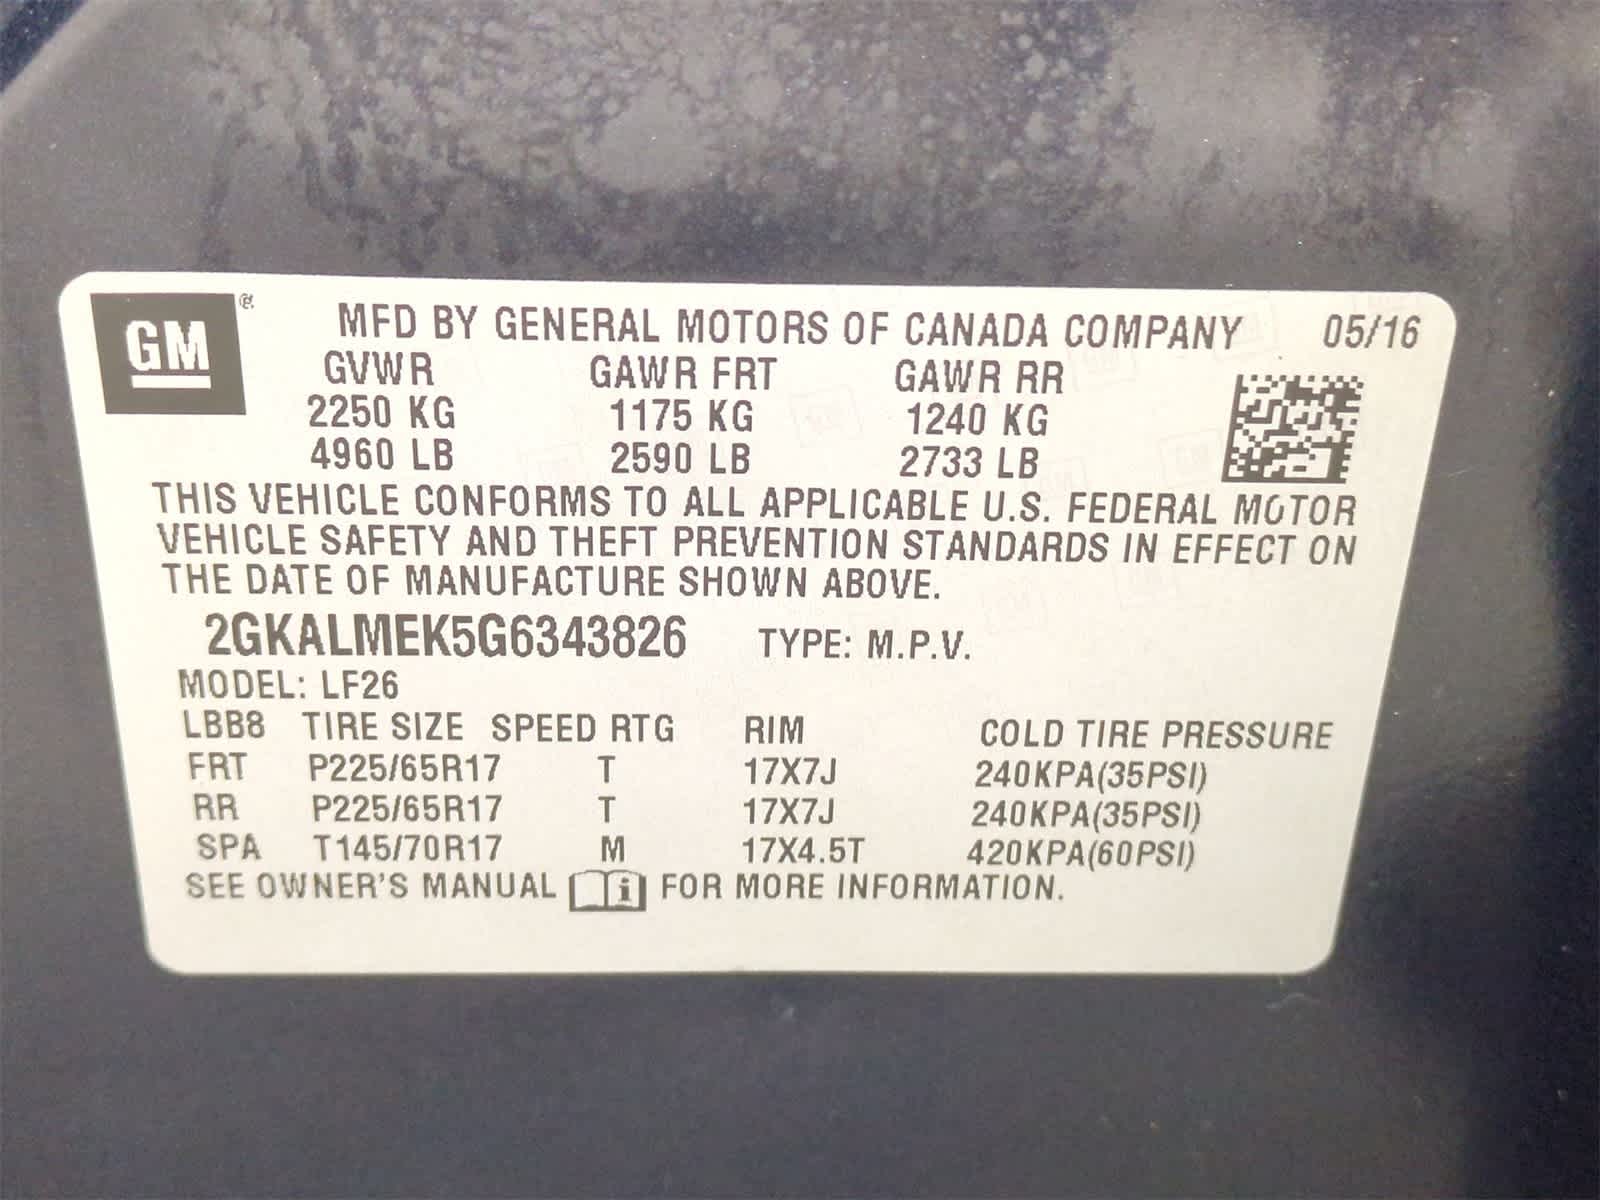 GM ®
MFD BY GENERAL MOTORS OF CANADA COMPANY 05/16
GVWR GAWR FRT GAWR RR
2250 KG 1175 KG 1240 KG
4960 LB 2590 LB 2733 LB
THIS VEHICLE CONFORMS TO ALL APPLICABLE U.S. FEDERAL MOTOR
VEHICLE SAFETY AND THEFT PREVENTION STANDARDS IN EFFECT ON
THE DATE OF MANUFACTURE SHOWN ABOVE.
2GKALMEK5G6343826 TYPE: M.P.V.
MODEL: LF26
LBB8 TIRE SIZE SPEED RTG RIM COLD TIRE PRESSURE
FRT P225/65R17 T 17X7J 240KPA(35PSI)
RR P225/65R17 T 17X7J 240KPA(35PSI)
SPA T145/70R17 M 17X4.5T 420KPA(60PSI)
SEE OWNER'S MANUAL i FOR MORE INFORMATION.